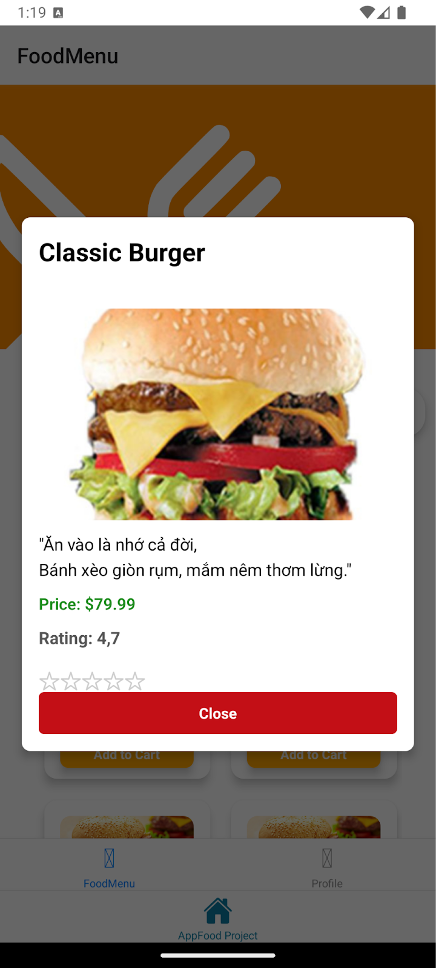 1:19
FoodMenu
Classic Burger
"Ăn vào là nhớ cả đời,
Bánh xèo giòn rụm, mắm nêm thơm lừng."
Price: $79.99
Rating: 4,7
Close
Add to Cart
Add to Cart
FoodMenu
Profile
AppFood Project